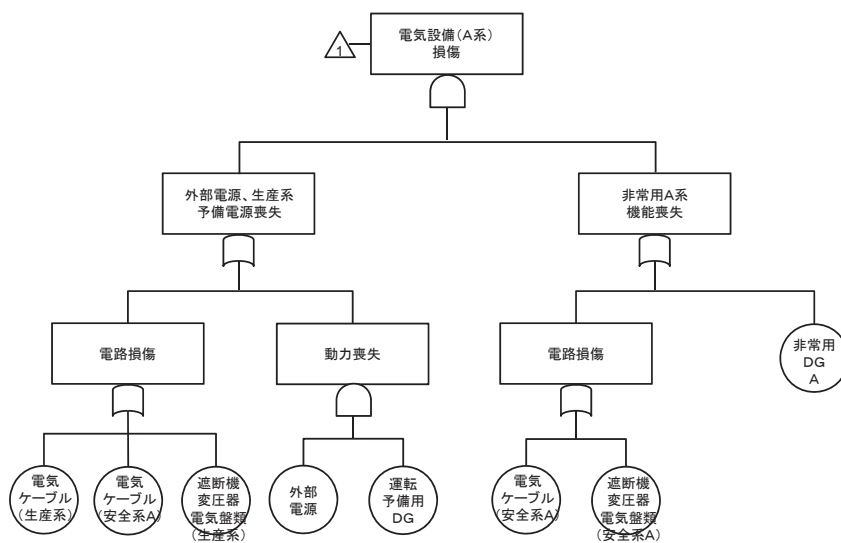 電気設備(A系)
損傷
1
外部電源、生産系
予備電源喪失
非常用A系
機能喪失
電路損傷
動力喪失
電路損傷
非常用
DG
A
電気
ケーブル
(生産系)
電気
ケーブル
(安全系A)
遮断機
変圧器
電気盤類
(生産系)
外部
電源
運転
予備用
DG
電気
ケーブル
(安全系A)
遮断機
変圧器
電気盤類
(安全系A)